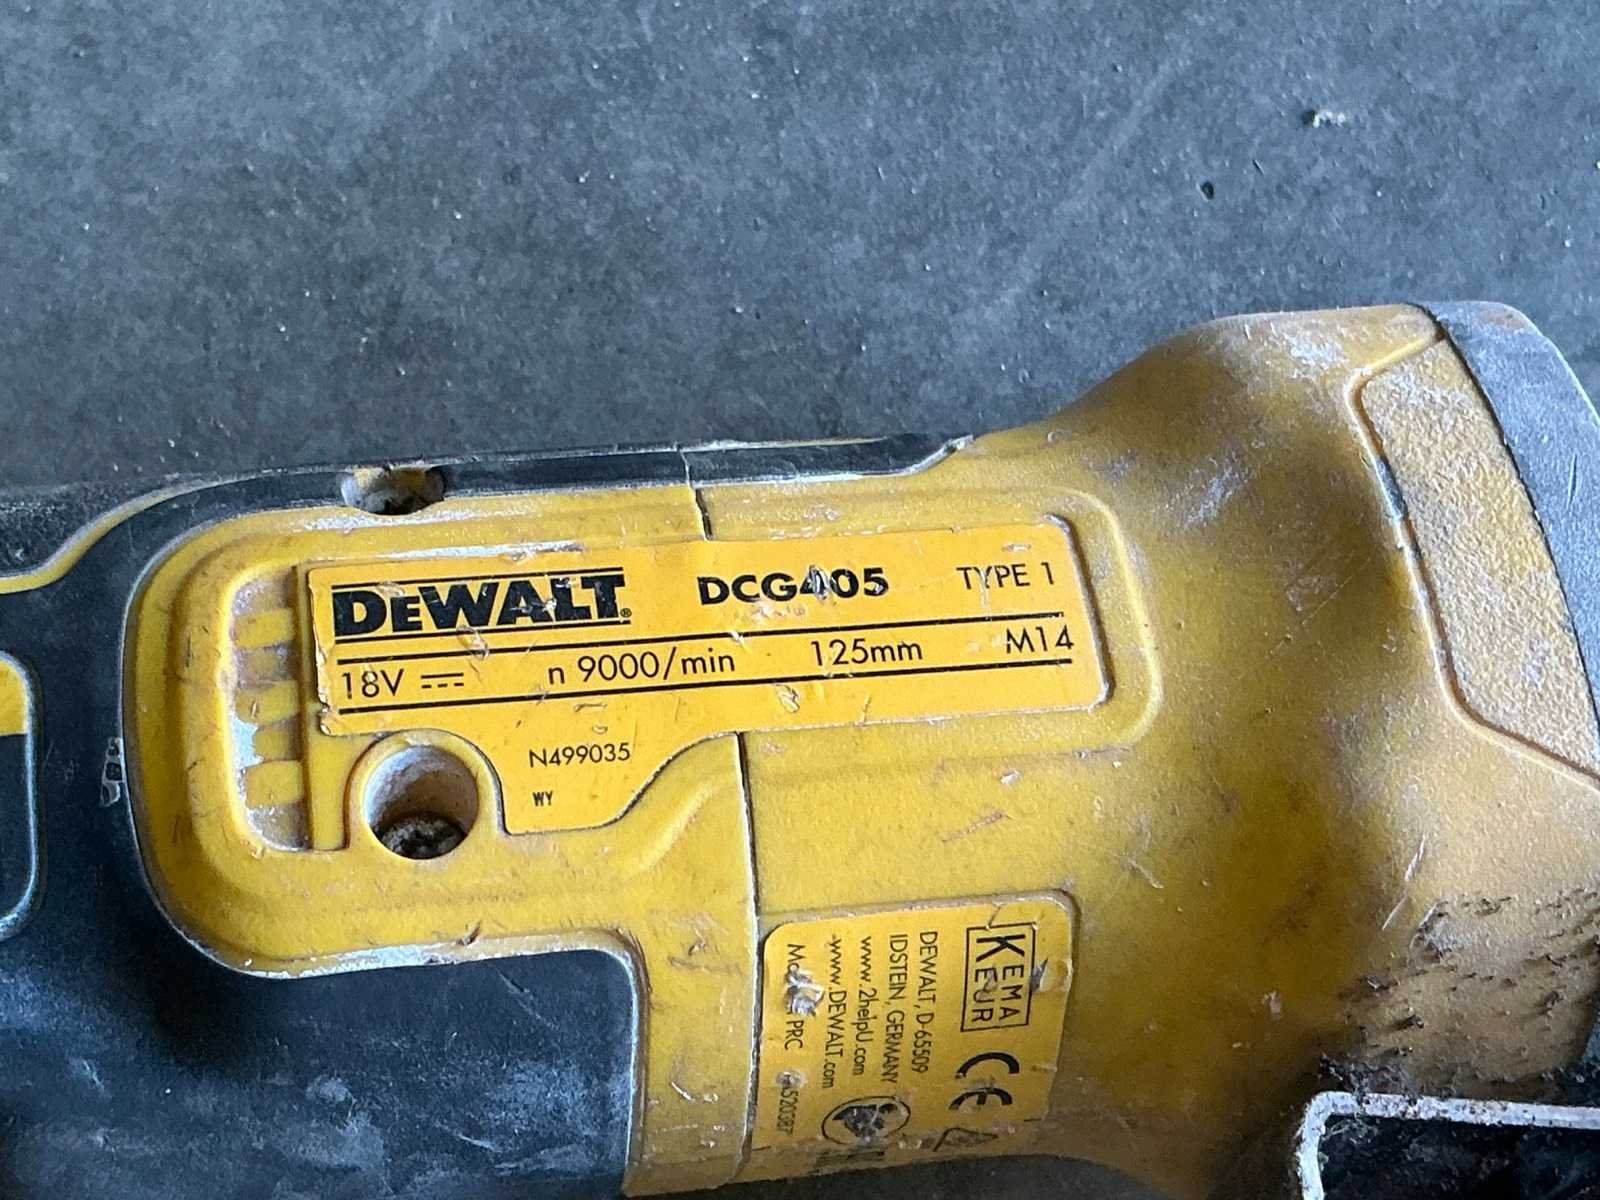 DEWALT® DCG405 TYPE 1
18V n 9000/min 125mm M14
N499035
WY
KEMA
KEUR
CE
DEWALT, D-65509
IDSTEIN, GERMANY
www.2helpU.com
www.DEWALT.com
PRC